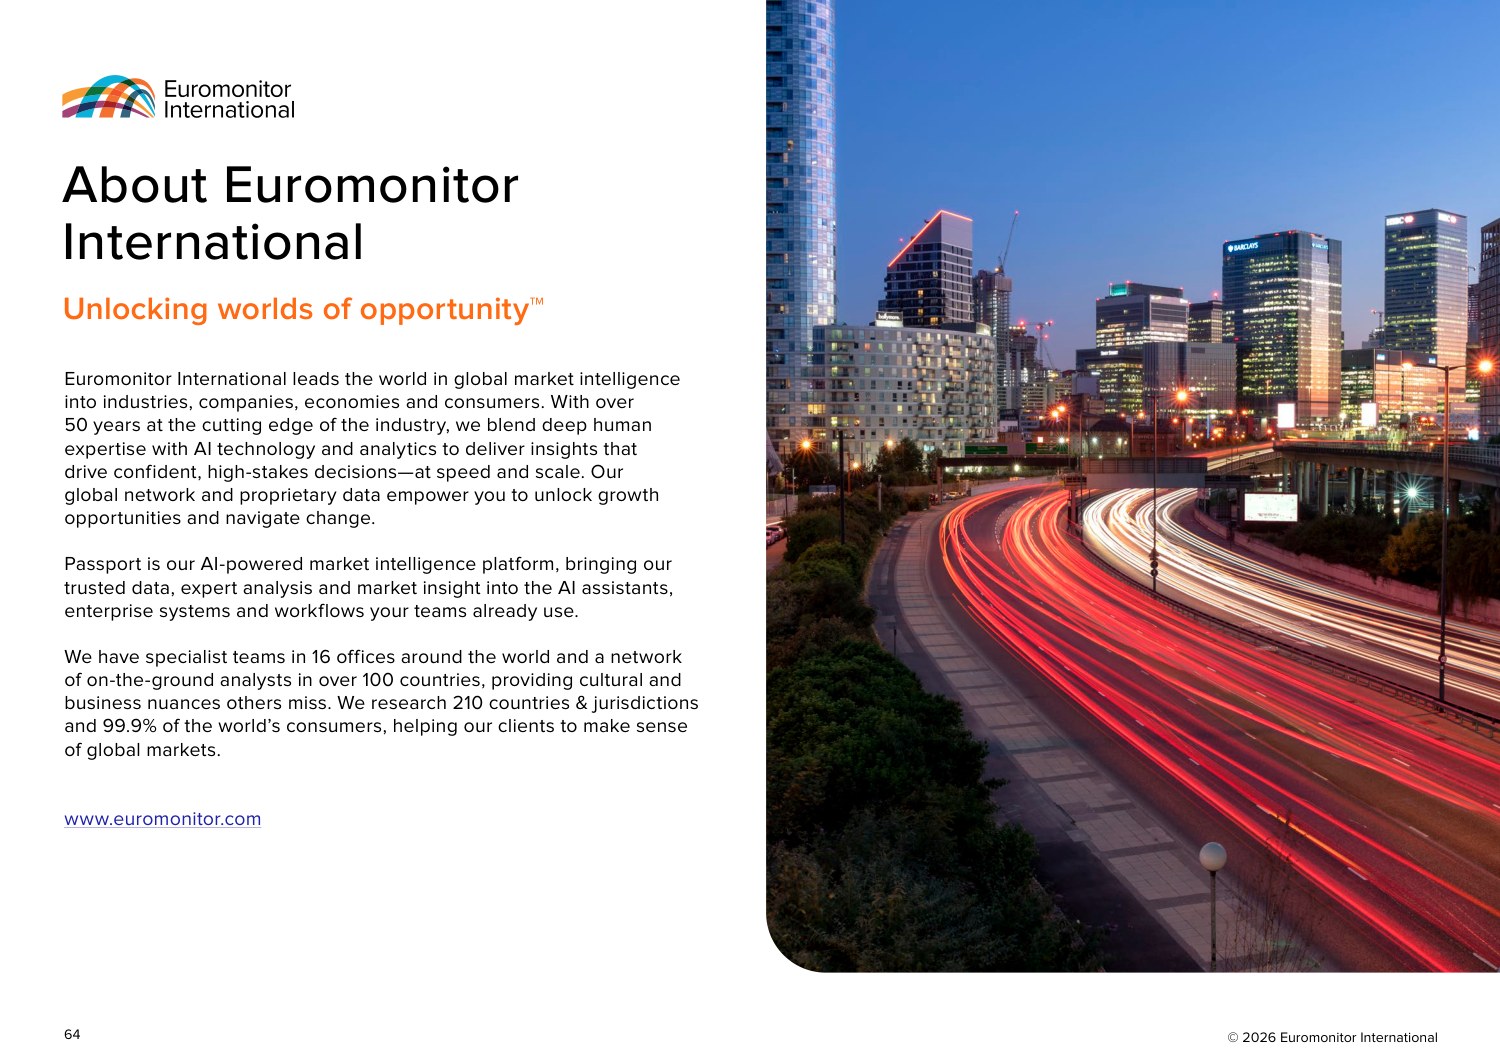 Euromonitor
International
About Euromonitor
International
Unlocking worlds of opportunity™
Euromonitor International leads the world in global market intelligence
into industries, companies, economies and consumers. With over
50 years at the cutting edge of the industry, we blend deep human
expertise with AI technology and analytics to deliver insights that
drive confident, high-stakes decisions—at speed and scale. Our
global network and proprietary data empower you to unlock growth
opportunities and navigate change.
Passport is our AI-powered market intelligence platform, bringing our
trusted data, expert analysis and market insight into the AI assistants,
enterprise systems and workflows your teams already use.
We have specialist teams in 16 offices around the world and a network
of on-the-ground analysts in over 100 countries, providing cultural and
business nuances others miss. We research 210 countries & jurisdictions
and 99.9% of the world's consumers, helping our clients to make sense
of global markets.
www.euromonitor.com
BARCLAYS
64
© 2026 Euromonitor International